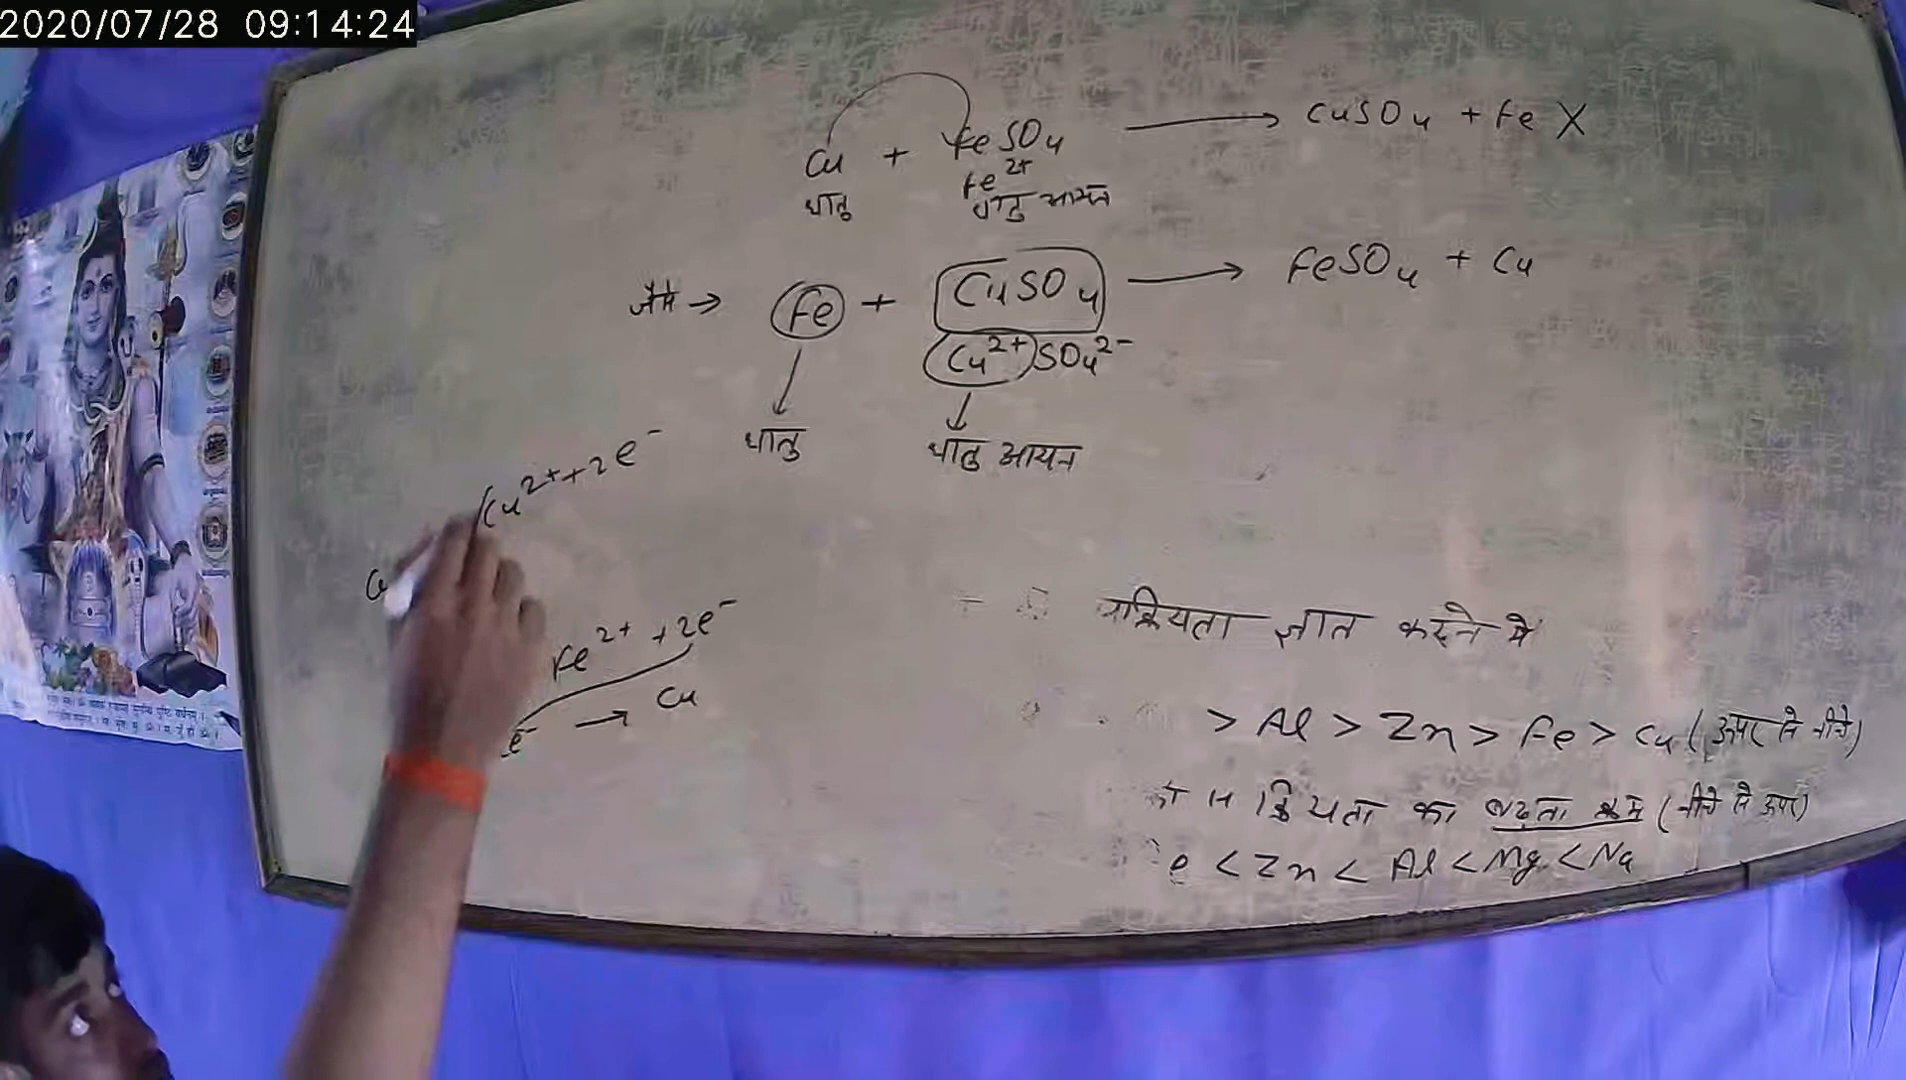 2020/07/28 09:14:24
Cu + FeSO4 → CuSO4 + Fe X
Fe2+
धातु धातु आयन
जैसे → Fe + CuSO4 → FeSO4 + Cu
Cu2+ SO42-
धातु धातु आयन
Cu2+ + 2e-
Fe2+ + 2e-
e- → Cu
सक्रियता ज्ञात करने में
> Al > Zn > Fe > Cu (ऊपर से नीचे)
क्रियता का बढ़ता क्रम (नीचे से ऊपर)
e < Zn < Al < Mg < Na